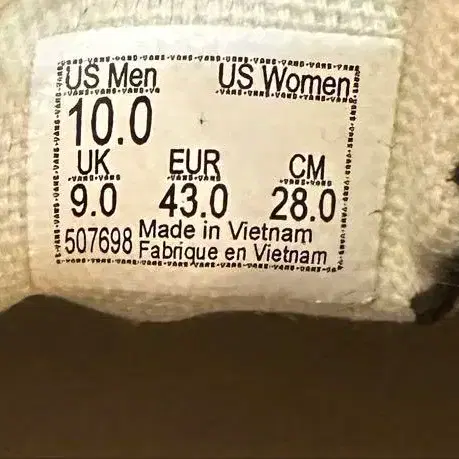 US Men US Women
10.0
UK EUR CM
9.0 43.0 28.0
507698 Made in Vietnam
Fabrique en Vietnam